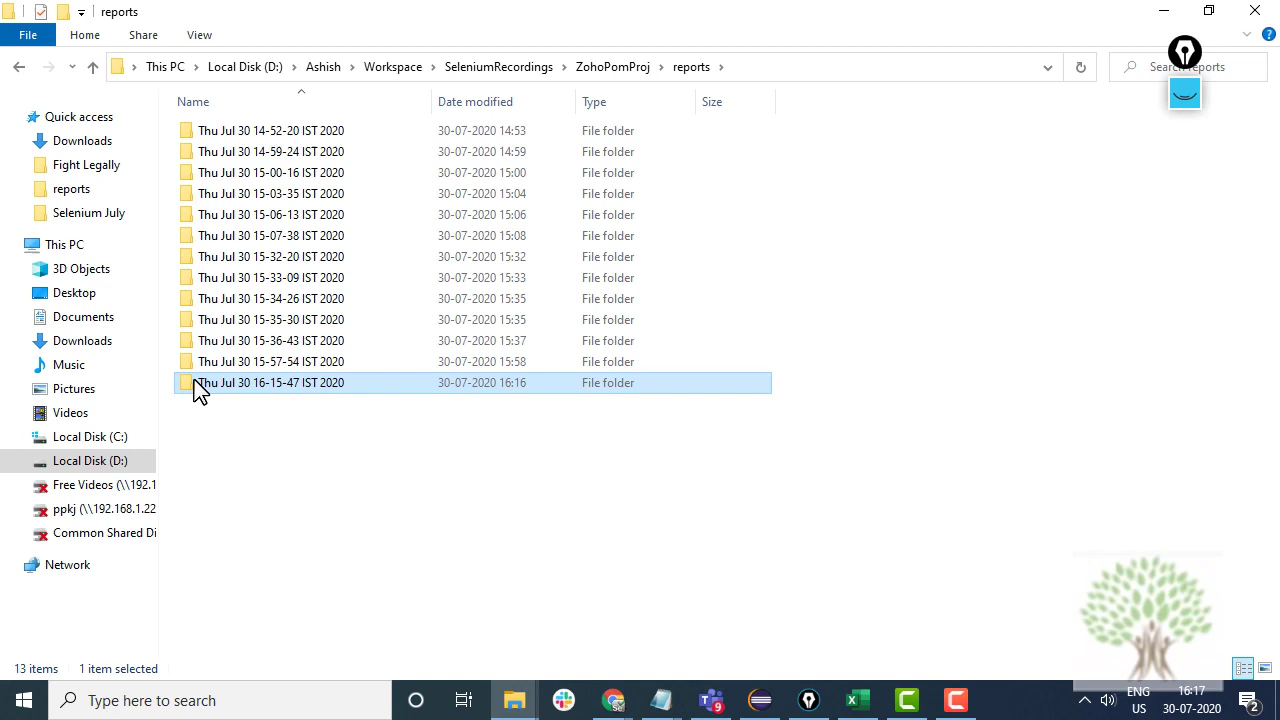 reports
File Home Share View
This PC Local Disk (D:) Ashish Workspace Seleniumrecordings ZohoPomProj reports Search reports
Name Date modified Type Size
Quick access
Downloads
Fight Legally
reports
Selenium July
This PC
3D Objects
Desktop
Documents
Downloads
Music
Pictures
Videos
Local Disk (C:)
Local Disk (D:)
Free Videos (\\192.1
ppkj (\\192.168.1.22
Common Shared Di
Network
Thu Jul 30 14-52-20 IST 2020 30-07-2020 14:53 File folder
Thu Jul 30 14-59-24 IST 2020 30-07-2020 14:59 File folder
Thu Jul 30 15-00-16 IST 2020 30-07-2020 15:00 File folder
Thu Jul 30 15-03-35 IST 2020 30-07-2020 15:04 File folder
Thu Jul 30 15-06-13 IST 2020 30-07-2020 15:06 File folder
Thu Jul 30 15-07-38 IST 2020 30-07-2020 15:08 File folder
Thu Jul 30 15-32-20 IST 2020 30-07-2020 15:32 File folder
Thu Jul 30 15-33-09 IST 2020 30-07-2020 15:33 File folder
Thu Jul 30 15-34-26 IST 2020 30-07-2020 15:35 File folder
Thu Jul 30 15-35-30 IST 2020 30-07-2020 15:35 File folder
Thu Jul 30 15-36-43 IST 2020 30-07-2020 15:37 File folder
Thu Jul 30 15-57-54 IST 2020 30-07-2020 15:58 File folder
Thu Jul 30 16-15-47 IST 2020 30-07-2020 16:16 File folder
13 items 1 item selected
Type here to search
9
ENG
US
16:17
30-07-2020
2